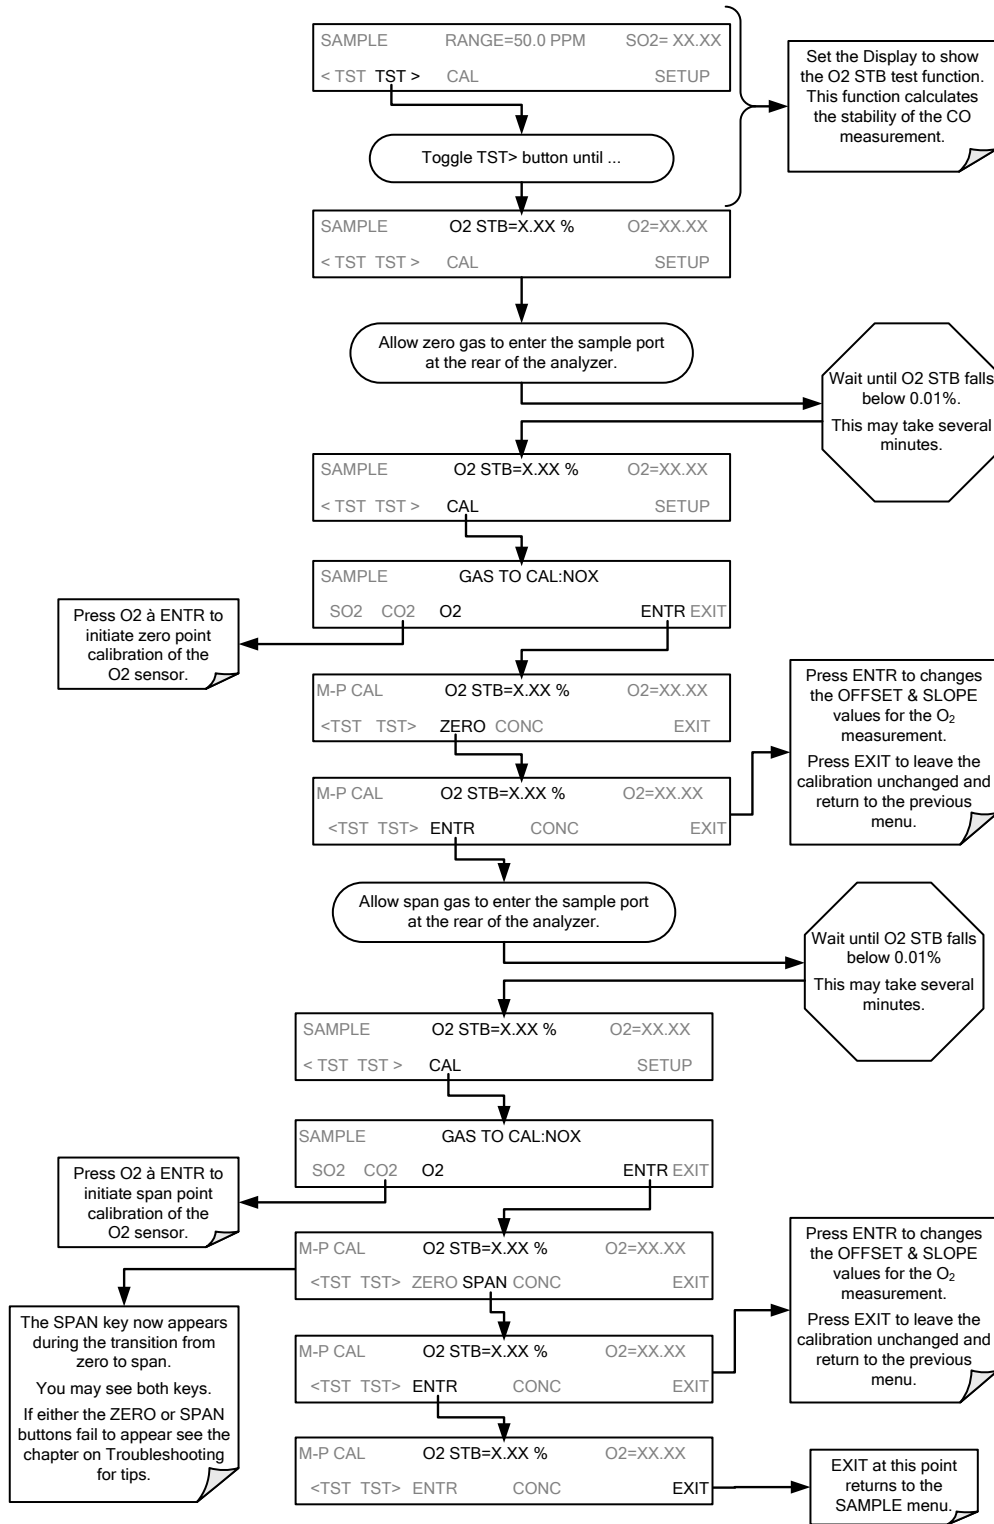 SAMPLE RANGE=50.0 PPM SO2= XX.XX
< TST TST > CAL SETUP
Set the Display to show
the O2 STB test function.
This function calculates
the stability of the CO
measurement.
Toggle TST> button until ...
SAMPLE O2 STB=X.XX % O2=XX.XX
< TST TST > CAL SETUP
Allow zero gas to enter the sample port
at the rear of the analyzer.
Wait until O2 STB falls
below 0.01%.
This may take several
minutes.
SAMPLE O2 STB=X.XX % O2=XX.XX
< TST TST > CAL SETUP
SAMPLE GAS TO CAL:NOX
SO2 CO2 O2 ENTR EXIT
Press O2 à ENTR to
initiate zero point
calibration of the
O2 sensor.
M-P CAL O2 STB=X.XX % O2=XX.XX
<TST TST> ZERO CONC EXIT
Press ENTR to changes
the OFFSET & SLOPE
values for the O2
measurement.
Press EXIT to leave the
calibration unchanged and
return to the previous
menu.
M-P CAL O2 STB=X.XX % O2=XX.XX
<TST TST> ENTR CONC EXIT
Allow span gas to enter the sample port
at the rear of the analyzer.
Wait until O2 STB falls
below 0.01%
This may take several
minutes.
SAMPLE O2 STB=X.XX % O2=XX.XX
< TST TST > CAL SETUP
SAMPLE GAS TO CAL:NOX
SO2 CO2 O2 ENTR EXIT
Press O2 à ENTR to
initiate span point
calibration of the
O2 sensor.
M-P CAL O2 STB=X.XX % O2=XX.XX
<TST TST> ZERO SPAN CONC EXIT
Press ENTR to changes
the OFFSET & SLOPE
values for the O2
measurement.
Press EXIT to leave the
calibration unchanged and
return to the previous
menu.
The SPAN key now appears
during the transition from
zero to span.
You may see both keys.
If either the ZERO or SPAN
buttons fail to appear see the
chapter on Troubleshooting
for tips.
M-P CAL O2 STB=X.XX % O2=XX.XX
<TST TST> ENTR CONC EXIT
M-P CAL O2 STB=X.XX % O2=XX.XX
<TST TST> ENTR CONC EXIT
EXIT at this point
returns to the
SAMPLE menu.